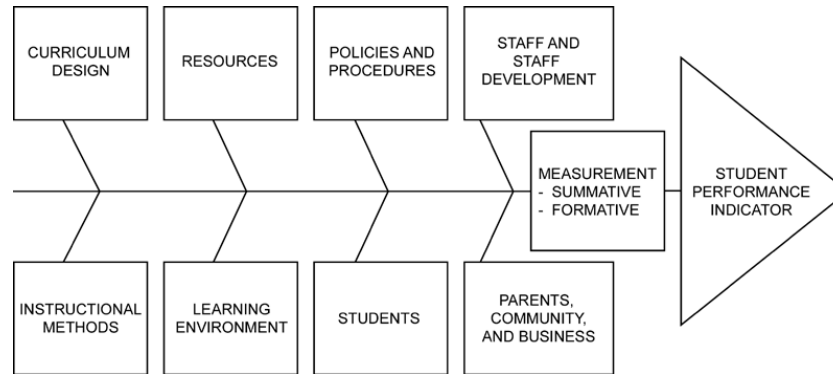 CURRICULUM
DESIGN
RESOURCES
POLICIES AND
PROCEDURES
STAFF AND
STAFF
DEVELOPMENT
MEASUREMENT
- SUMMATIVE
- FORMATIVE
STUDENT
PERFORMANCE
INDICATOR
INSTRUCTIONAL
METHODS
LEARNING
ENVIRONMENT
STUDENTS
PARENTS,
COMMUNITY,
AND BUSINESS